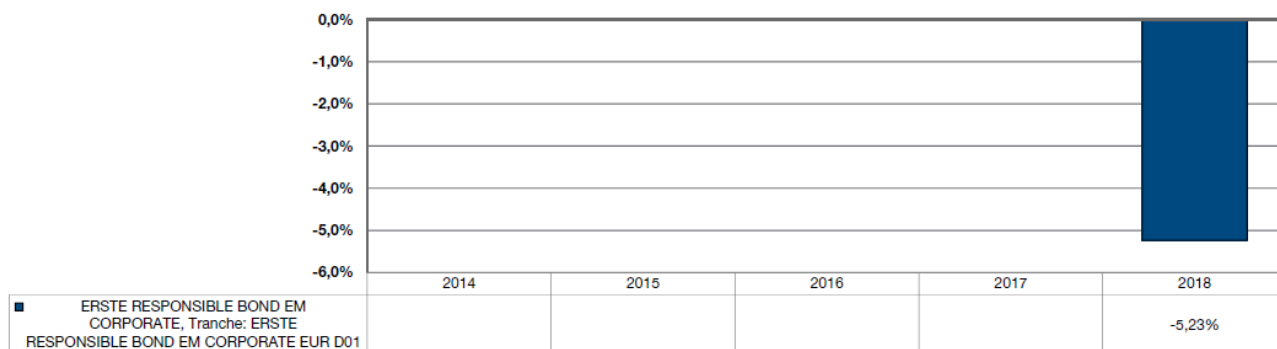 0,0%
-1,0%
-2,0%
-3,0%
-4,0%
-5,0%
-6,0%
2014 2015 2016 2017 2018
ERSTE RESPONSIBLE BOND EM
CORPORATE, Tranche: ERSTE
RESPONSIBLE BOND EM CORPORATE EUR D01
-5,23%